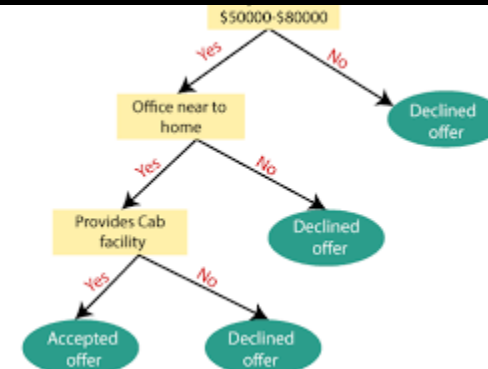 $50000-$80000
Yes
No
Office near to
home
Declined
offer
Yes
No
Provides Cab
facility
Declined
offer
Yes
No
Accepted
offer
Declined
offer